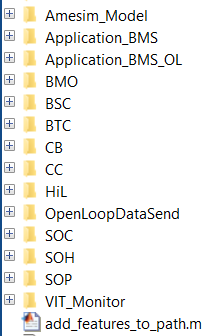 Amesim_Model
Application_BMS
Application_BMS_OL
BMO
BSC
BTC
CB
CC
HiL
OpenLoopDataSend
SOC
SOH
SOP
VIT_Monitor
add_features_to_path.m